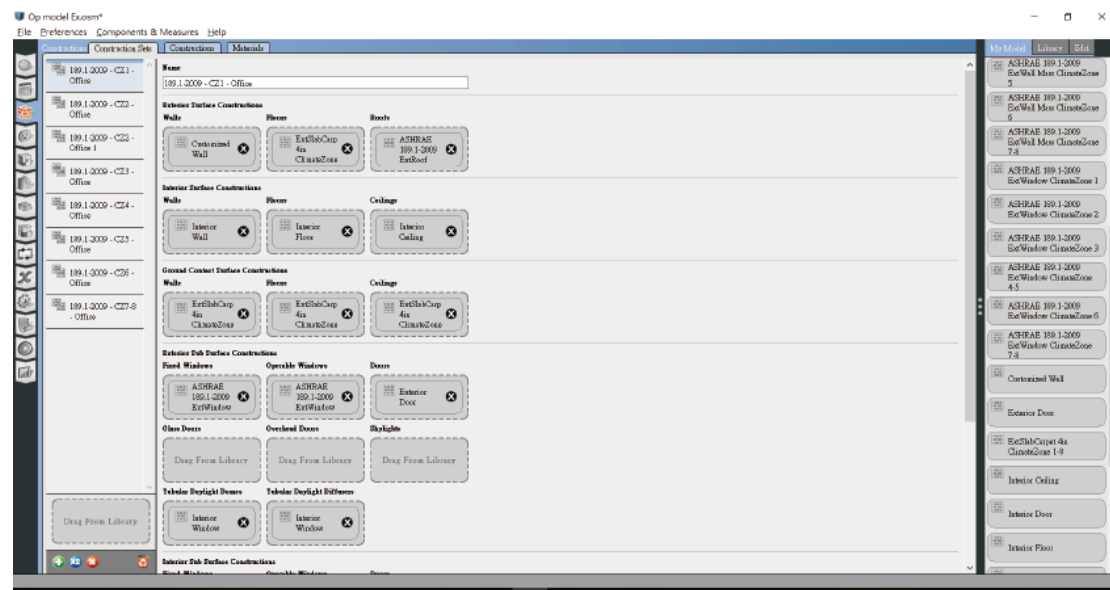 Op model Ex.osm*
File Preferences Components & Measures Help
Constructions Construction Sets Constructions Materials
My Model Library Edit
189.1-2009 - CZ1 -
Office
189.1-2009 - CZ2 -
Office
189.1-2009 - CZ2 -
Office 1
189.1-2009 - CZ3 -
Office
189.1-2009 - CZ4 -
Office
189.1-2009 - CZ5 -
Office
189.1-2009 - CZ6 -
Office
189.1-2009 - CZ7-8
- Office
Drag From Library
Name
189.1-2009 - CZ1 - Office
Exterior Surface Constructions
Walls Floors Roofs
Customized
Wall
ExtSlabCarp
4in
ClimateZone
ASHRAE
189.1-2009
ExtRoof
Interior Surface Constructions
Walls Floors Ceilings
Interior
Wall
Interior
Floor
Interior
Ceiling
Ground Contact Surface Constructions
Walls Floors Ceilings
ExtSlabCarp
4in
ClimateZone
ExtSlabCarp
4in
ClimateZone
ExtSlabCarp
4in
ClimateZone
Exterior Sub Surface Constructions
Fixed Windows Operable Windows Doors
ASHRAE
189.1-2009
ExtWindow
ASHRAE
189.1-2009
ExtWindow
Exterior
Door
Glass Doors Overhead Doors Skylights
Drag From Library Drag From Library Drag From Library
Tubular Daylight Domes Tubular Daylight Diffusers
Interior
Window
Interior
Window
Interior Sub Surface Constructions
Fixed Windows Operable Windows Doors
ASHRAE 189.1-2009
ExtWall Mass ClimateZone
5
ASHRAE 189.1-2009
ExtWall Mass ClimateZone
6
ASHRAE 189.1-2009
ExtWall Mass ClimateZone
7-8
ASHRAE 189.1-2009
ExtWindow ClimateZone 1
ASHRAE 189.1-2009
ExtWindow ClimateZone 2
ASHRAE 189.1-2009
ExtWindow ClimateZone 3
ASHRAE 189.1-2009
ExtWindow ClimateZone
4-5
ASHRAE 189.1-2009
ExtWindow ClimateZone 6
ASHRAE 189.1-2009
ExtWindow ClimateZone
7-8
Customized Wall
Exterior Door
ExtSlabCarpet 4in
ClimateZone 1-8
Interior Ceiling
Interior Door
Interior Floor